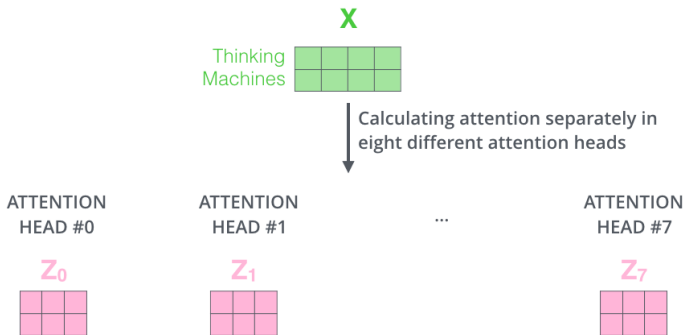 X
Thinking
Machines
Calculating attention separately in
eight different attention heads
ATTENTION
HEAD #0
ATTENTION
HEAD #1
...
ATTENTION
HEAD #7
Z0
Z1
Z7